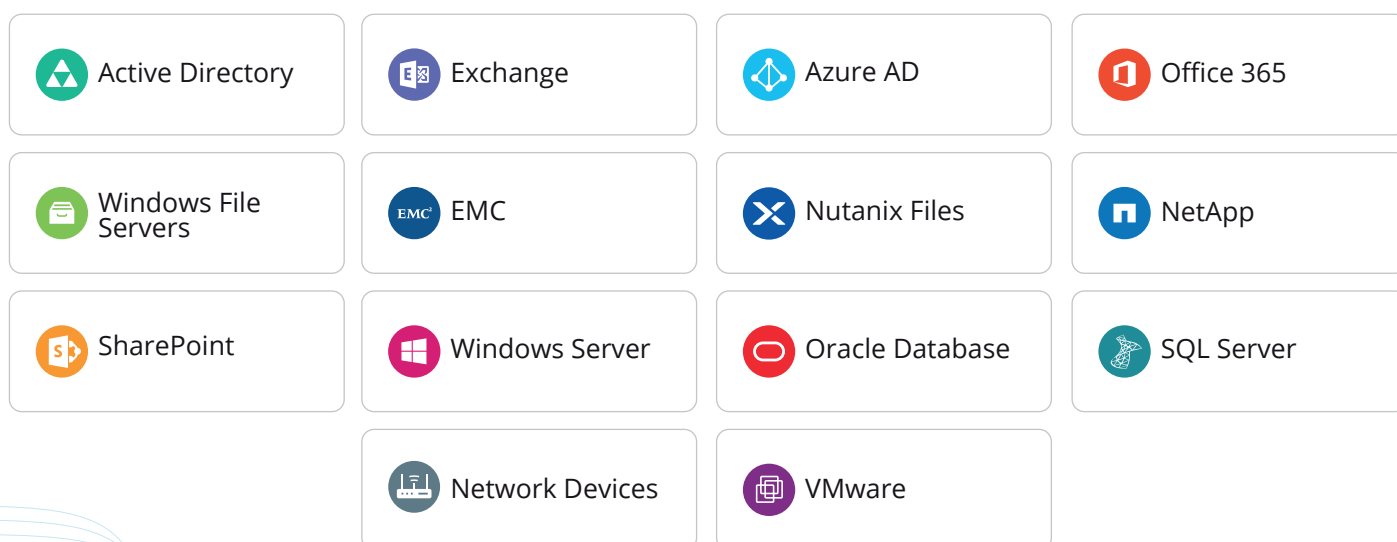 Active Directory
Exchange
Azure AD
Office 365
Windows File
Servers
EMC²
EMC
Nutanix Files
NetApp
SharePoint
Windows Server
Oracle Database
SQL Server
Network Devices
VMware